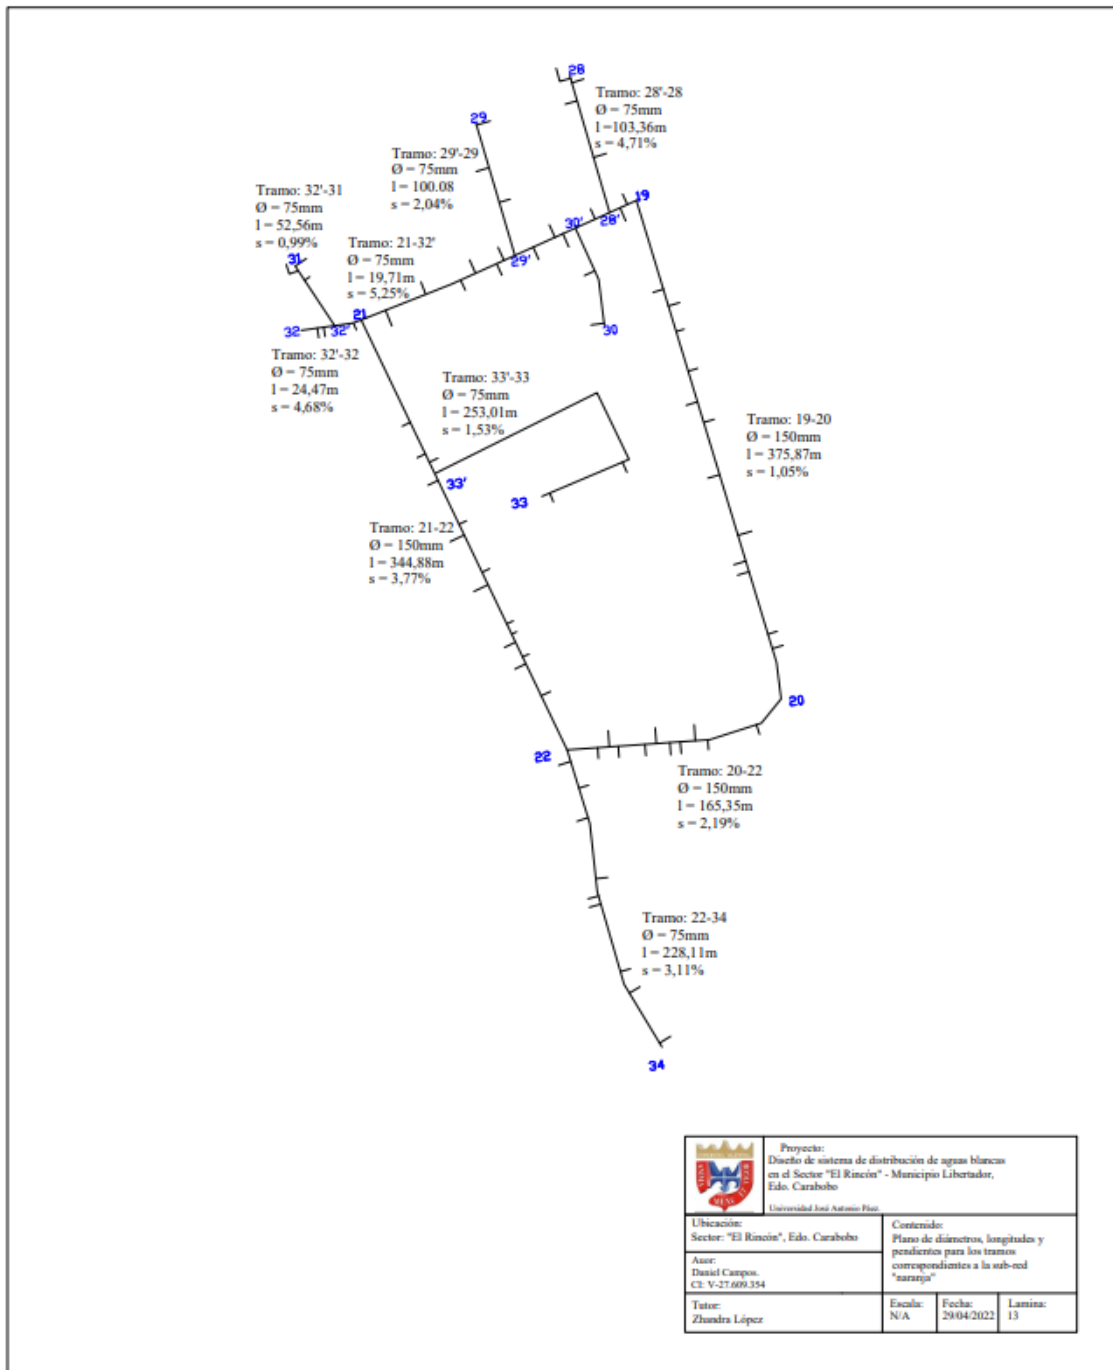 28
Tramo: 28'-28
Ø = 75mm
l =103,36m
s = 4,71%
29
Tramo: 29'-29
Ø = 75mm
l = 100.08
s = 2,04%
Tramo: 32'-31
Ø = 75mm
l = 52,56m
s = 0,99%
31
19
30'
28'
29'
Tramo: 21-32'
Ø = 75mm
l = 19,71m
s = 5,25%
21
32
32'
30
Tramo: 32'-32
Ø = 75mm
l = 24,47m
s = 4,68%
Tramo: 33'-33
Ø = 75mm
l = 253,01m
s = 1,53%
Tramo: 19-20
Ø = 150mm
l = 375,87m
s = 1,05%
33'
33
Tramo: 21-22
Ø = 150mm
l = 344,88m
s = 3,77%
20
22
Tramo: 20-22
Ø = 150mm
l = 165,35m
s = 2,19%
Tramo: 22-34
Ø = 75mm
l = 228,11m
s = 3,11%
34
Proyecto:
Diseño de sistema de distribución de aguas blancas
en el Sector "El Rincón" - Municipio Libertador,
Edo. Carabobo
Universidad José Antonio Páez.
Ubicación:
Sector: "El Rincón", Edo. Carabobo
Contenido:
Plano de diámetros, longitudes y
pendientes para los tramos
correspondientes a la sub-red
"naranja"
Daniel Campos.
CI: V-27.609.354
Tutor:
Zhandra López
Escala:
N/A
Fecha:
29/04/2022
Lamina:
13